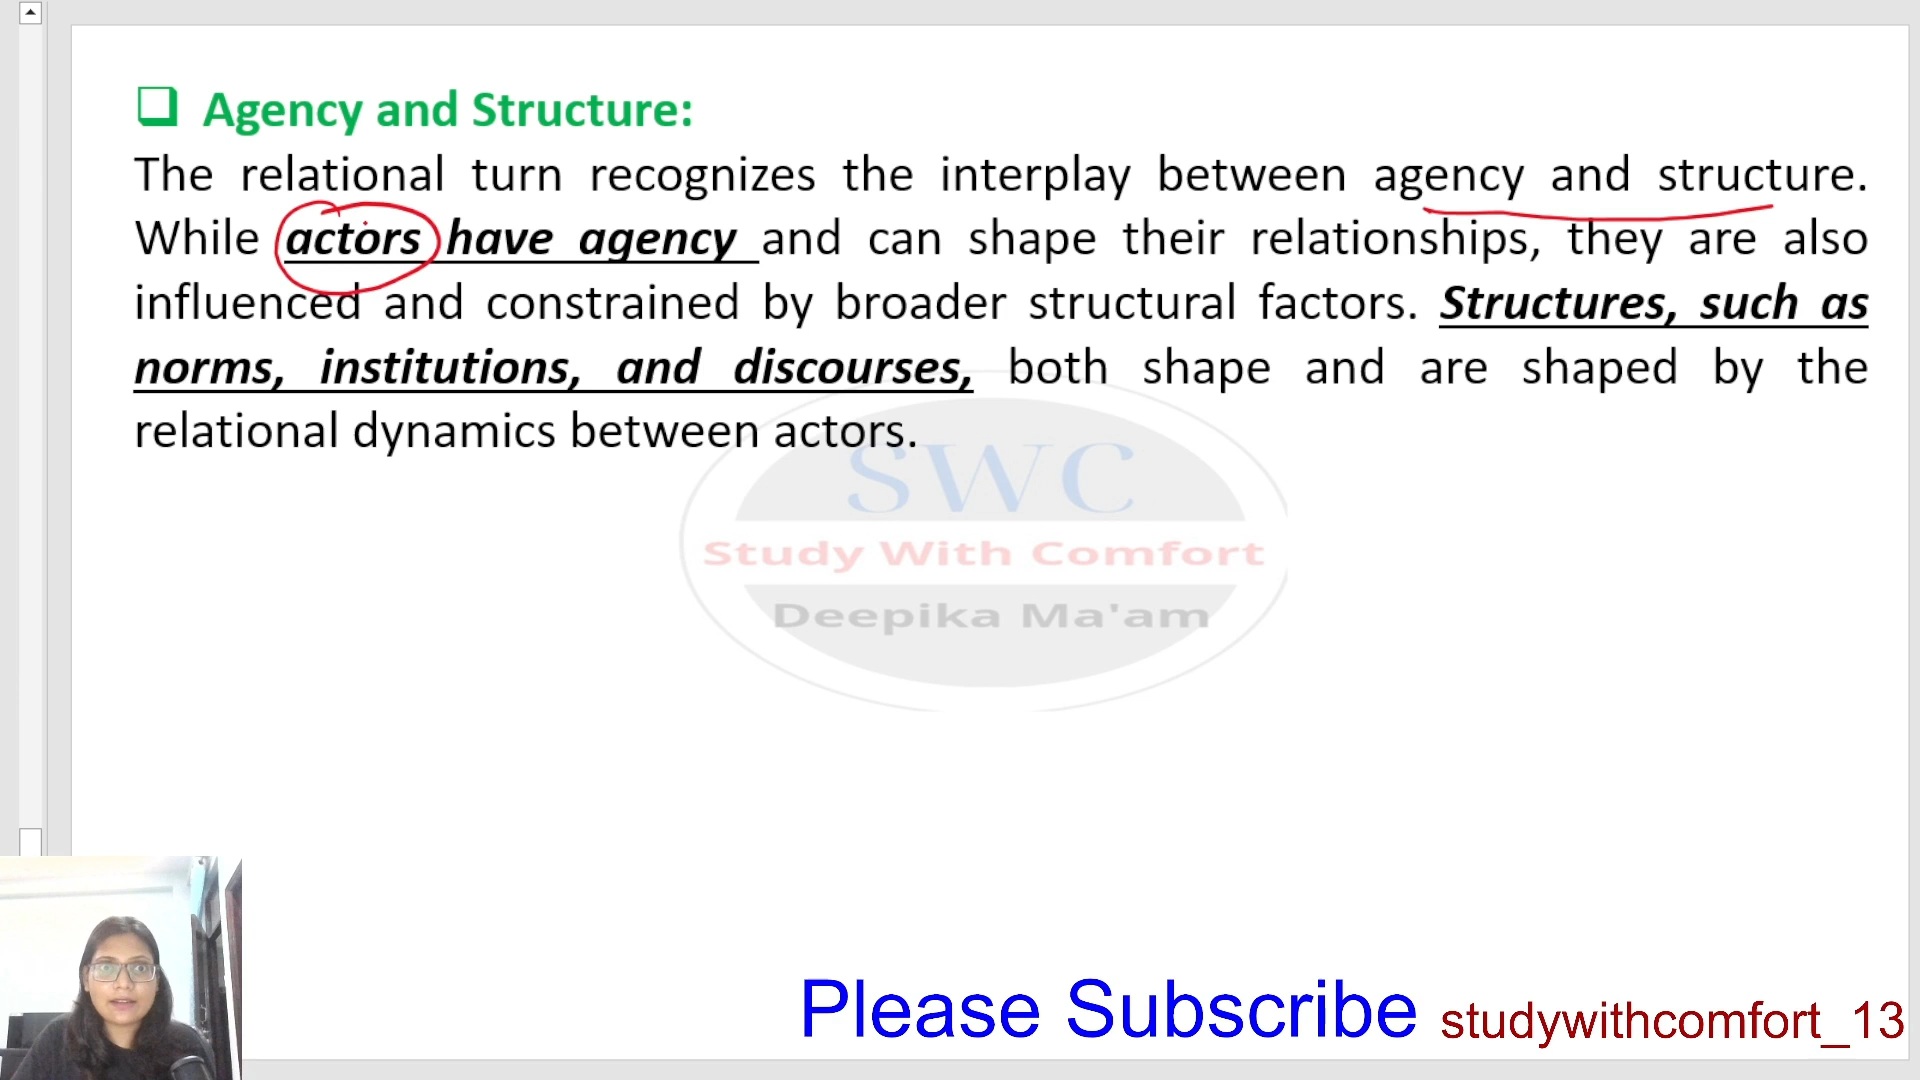 ❑ Agency and Structure:
The relational turn recognizes the interplay between agency and structure.
While actors have agency and can shape their relationships, they are also
influenced and constrained by broader structural factors. Structures, such as
norms, institutions, and discourses, both shape and are shaped by the
relational dynamics between actors.
SWC
Study With Comfort
Deepika Ma'am
Please Subscribe studywithcomfort_13